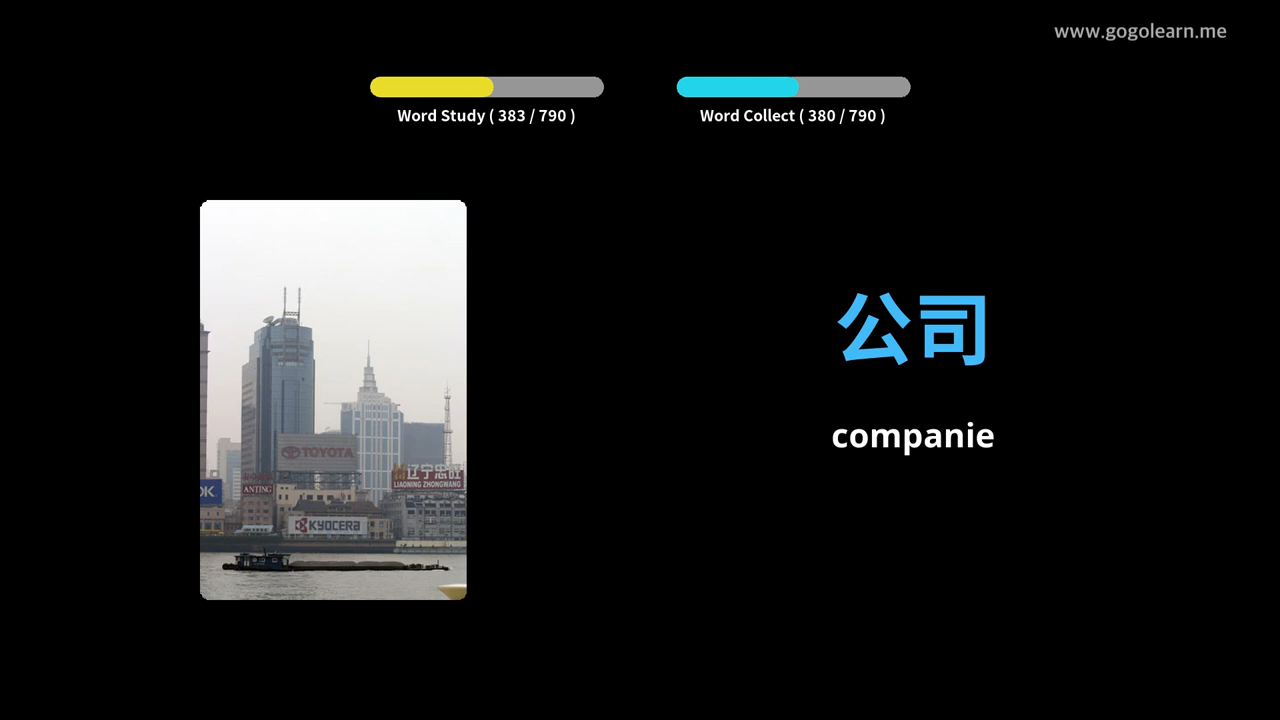 www.gogolearn.me
Word Study ( 383 / 790 )
Word Collect ( 380 / 790 )
公司
companie
TOYOTA
辽宁忠旺
LIAONING ZHONGWANG
ANTING
OK
KYOCERA